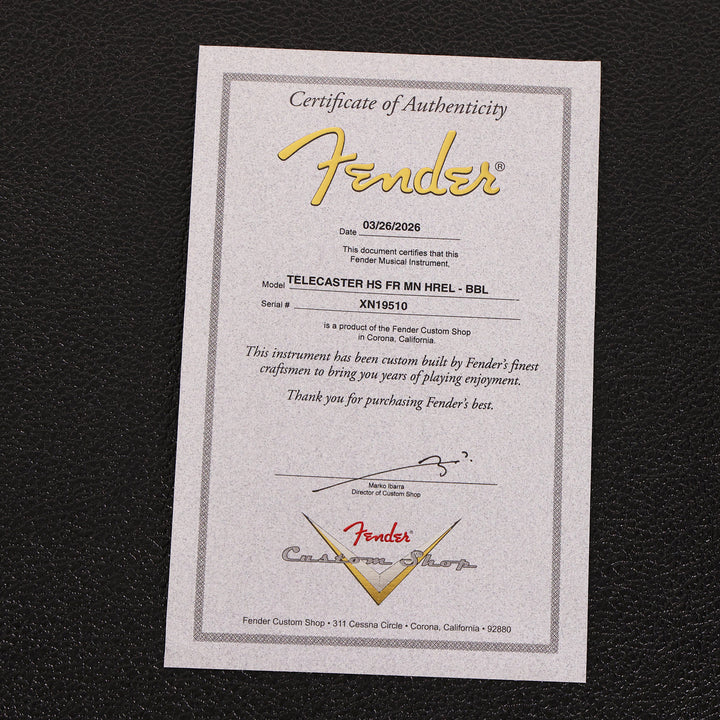 Certificate of Authenticity
Fender®
Date 03/26/2026
This document certifies that this
Fender Musical Instrument,
Model TELECASTER HS FR MN HREL - BBL
Serial # XN19510
is a product of the Fender Custom Shop
in Corona, California.
This instrument has been custom built by Fender's finest
craftsmen to bring you years of playing enjoyment.
Thank you for purchasing Fender's best.
Marko Ibarra
Director of Custom Shop
Fender®
Custom Shop
Fender Custom Shop • 311 Cessna Circle • Corona, California • 92880